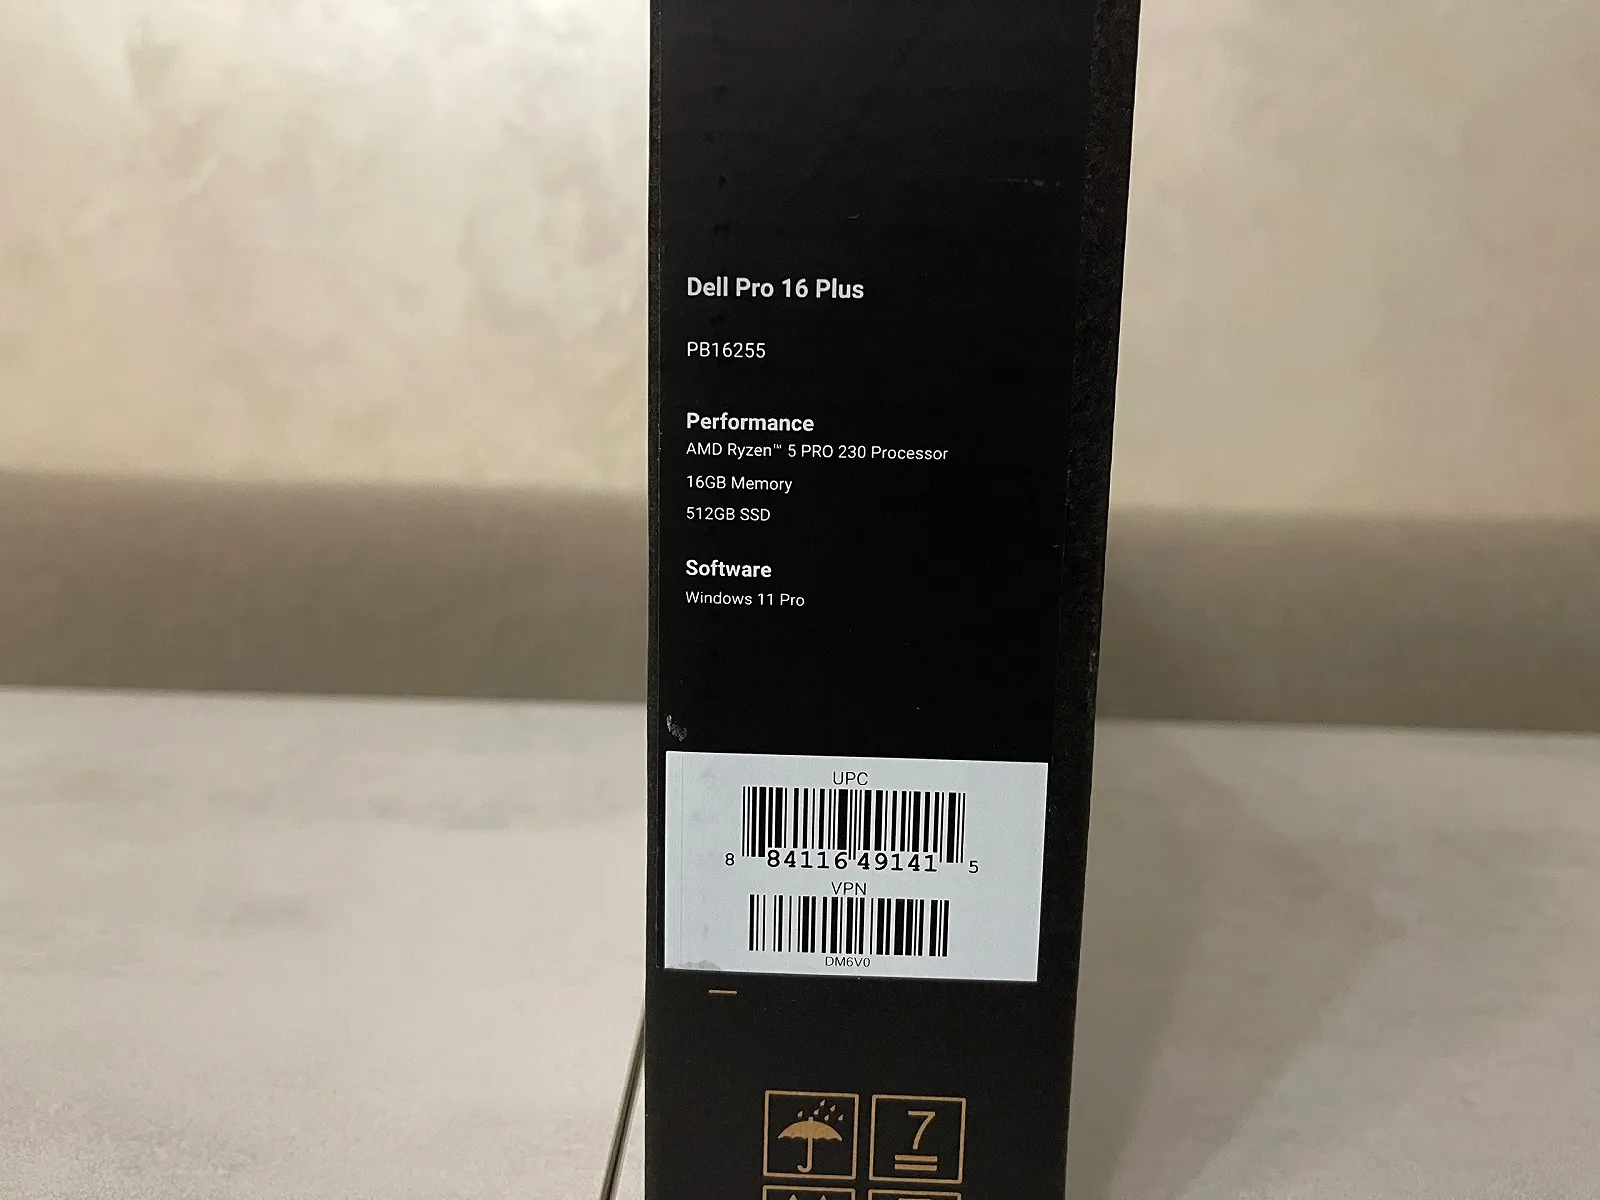 Dell Pro 16 Plus
PB16255
Performance
AMD Ryzen™ 5 PRO 230 Processor
16GB Memory
512GB SSD
Software
Windows 11 Pro
UPC
8 84116 49141 5
VPN
DM6V0
7